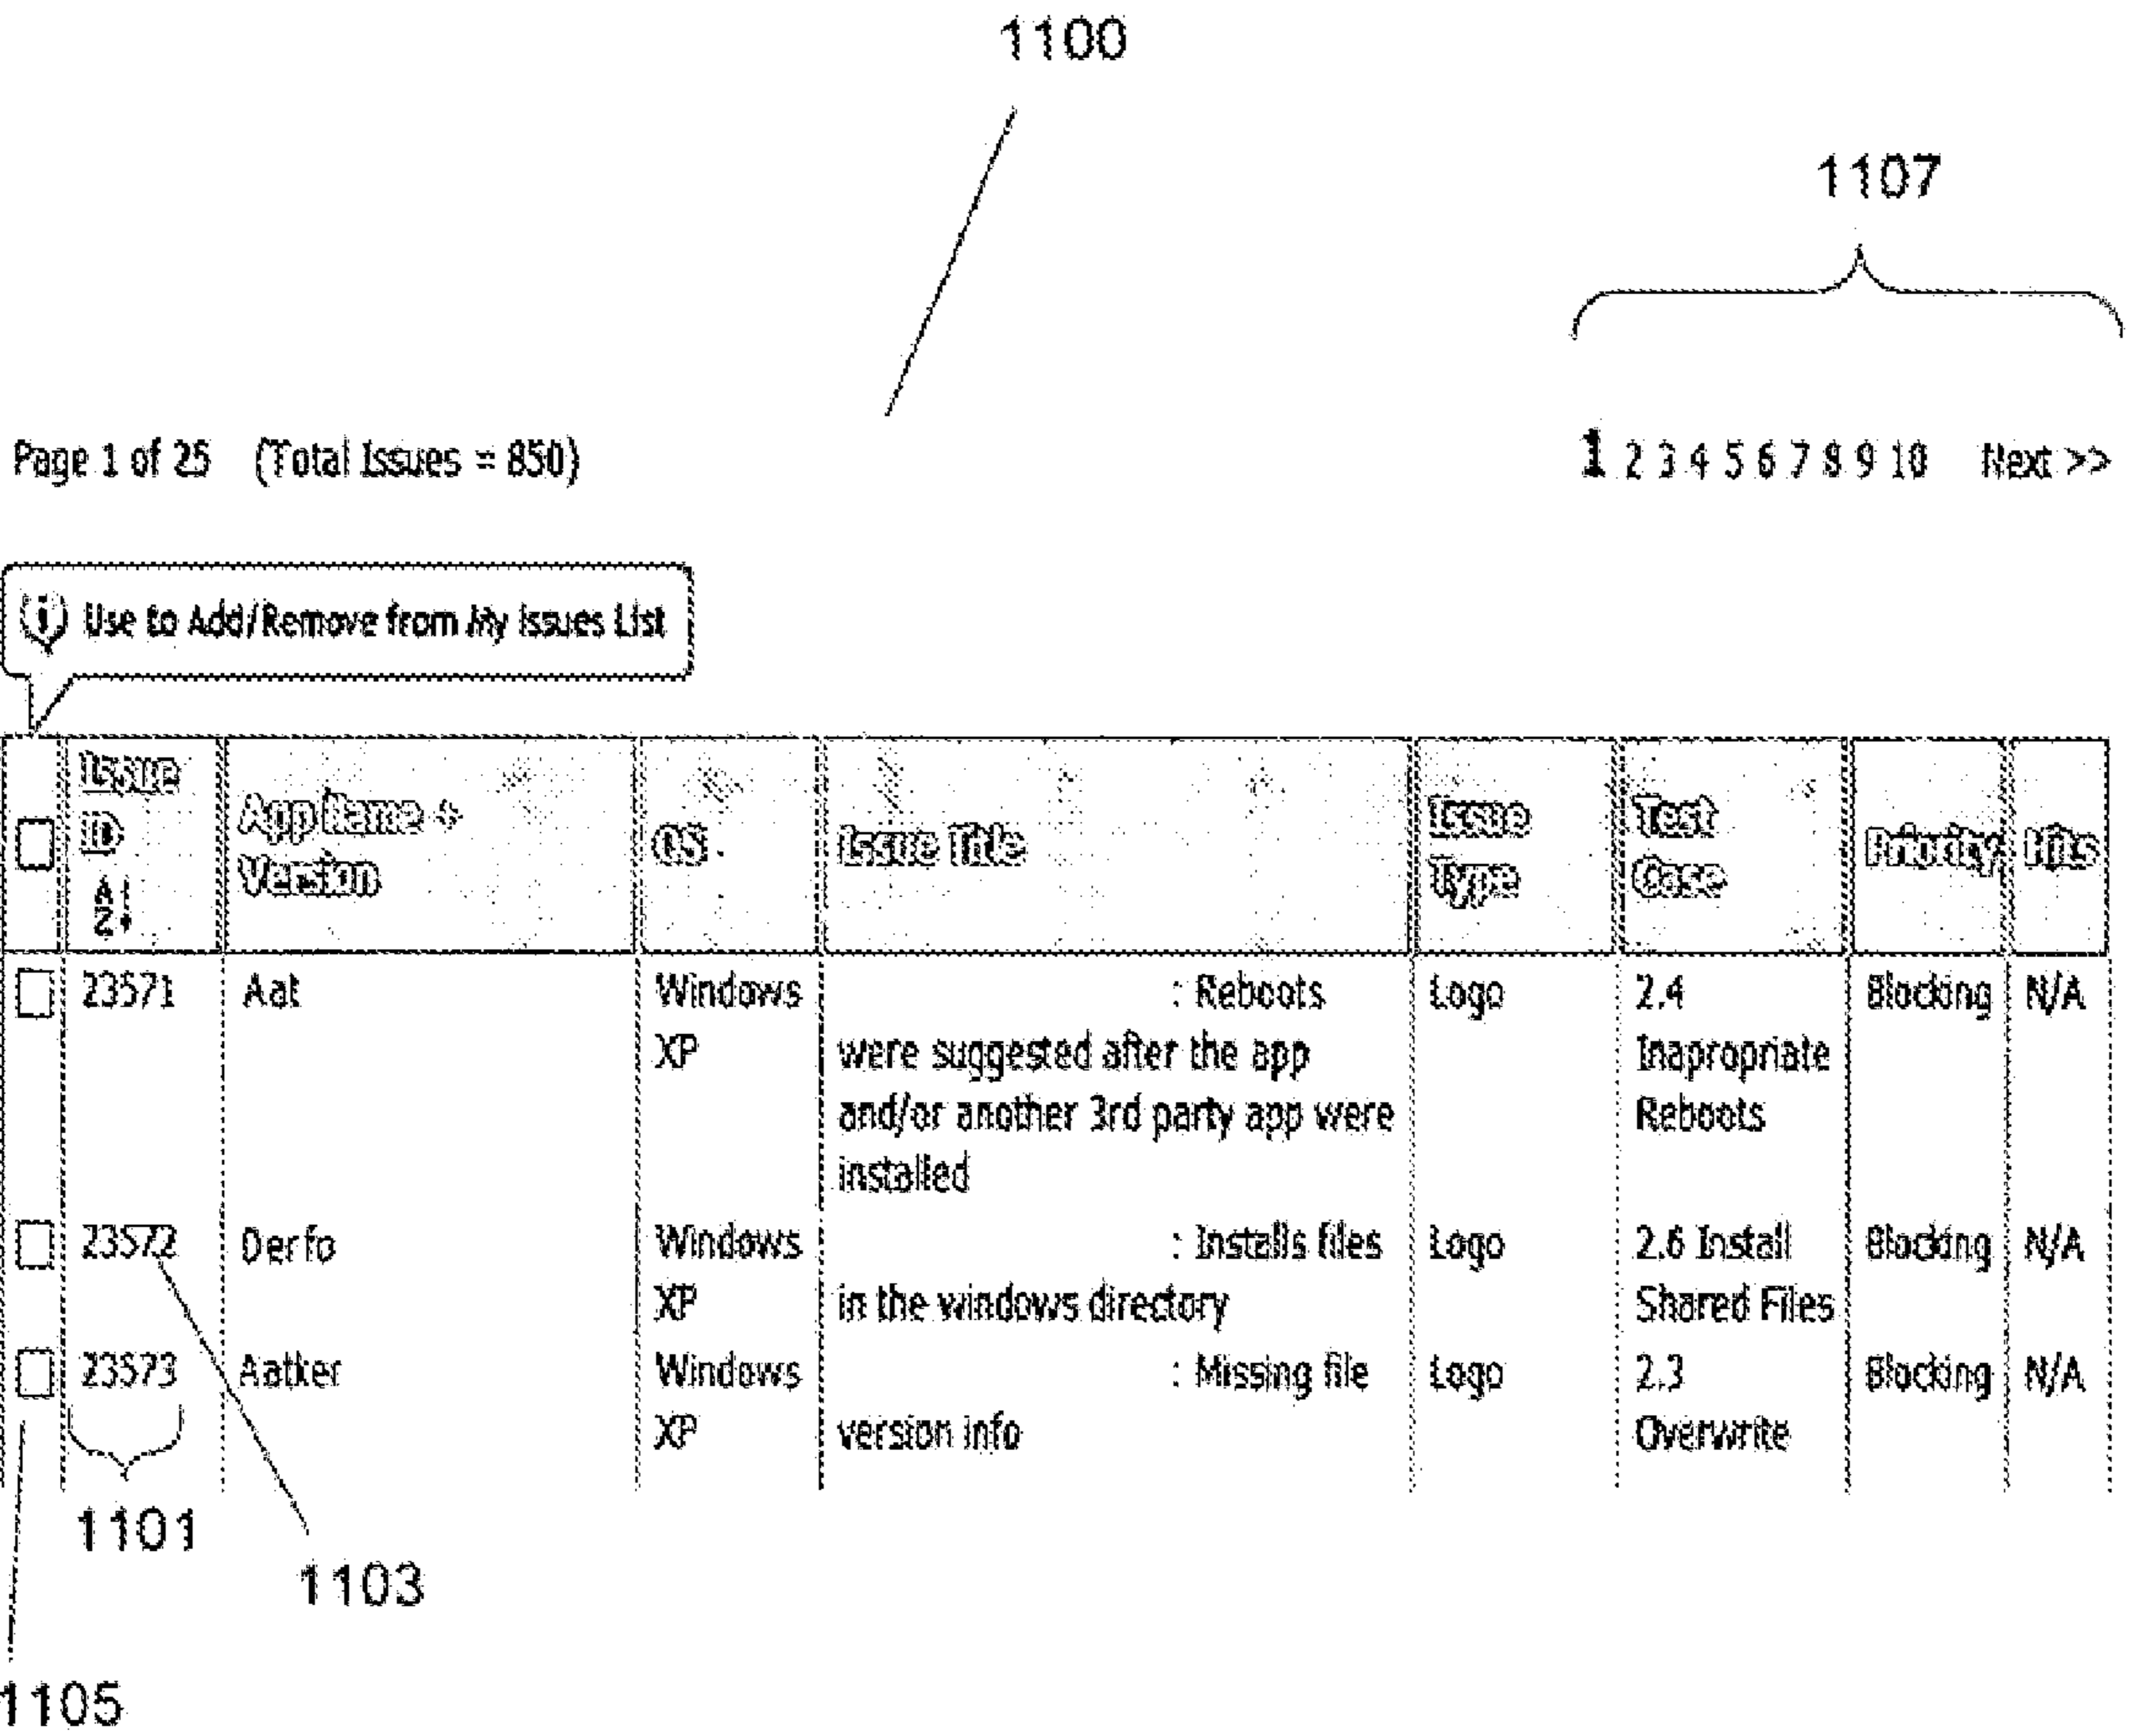 1100
1107
Page 1 of 25 (Total Issues = 850)
1 2 3 4 5 6 7 8 9 10 Next >>
i Use to Add/Remove from My Issues List
Issue ID A Z↓ App Name + Version OS Issue Title Issue Type Test Case Priority Hits
23571 Aat Windows : Reboots Logo 2.4 Blocking N/A
XP were suggested after the app Inapropriate
and/or another 3rd party app were Reboots
installed
23572 Derfo Windows : Installs files Logo 2.6 Install Blocking N/A
XP in the windows directory Shared Files
23573 Aatker Windows : Missing file Logo 2.3 Blocking N/A
XP version info Overwrite
1101
1103
1105